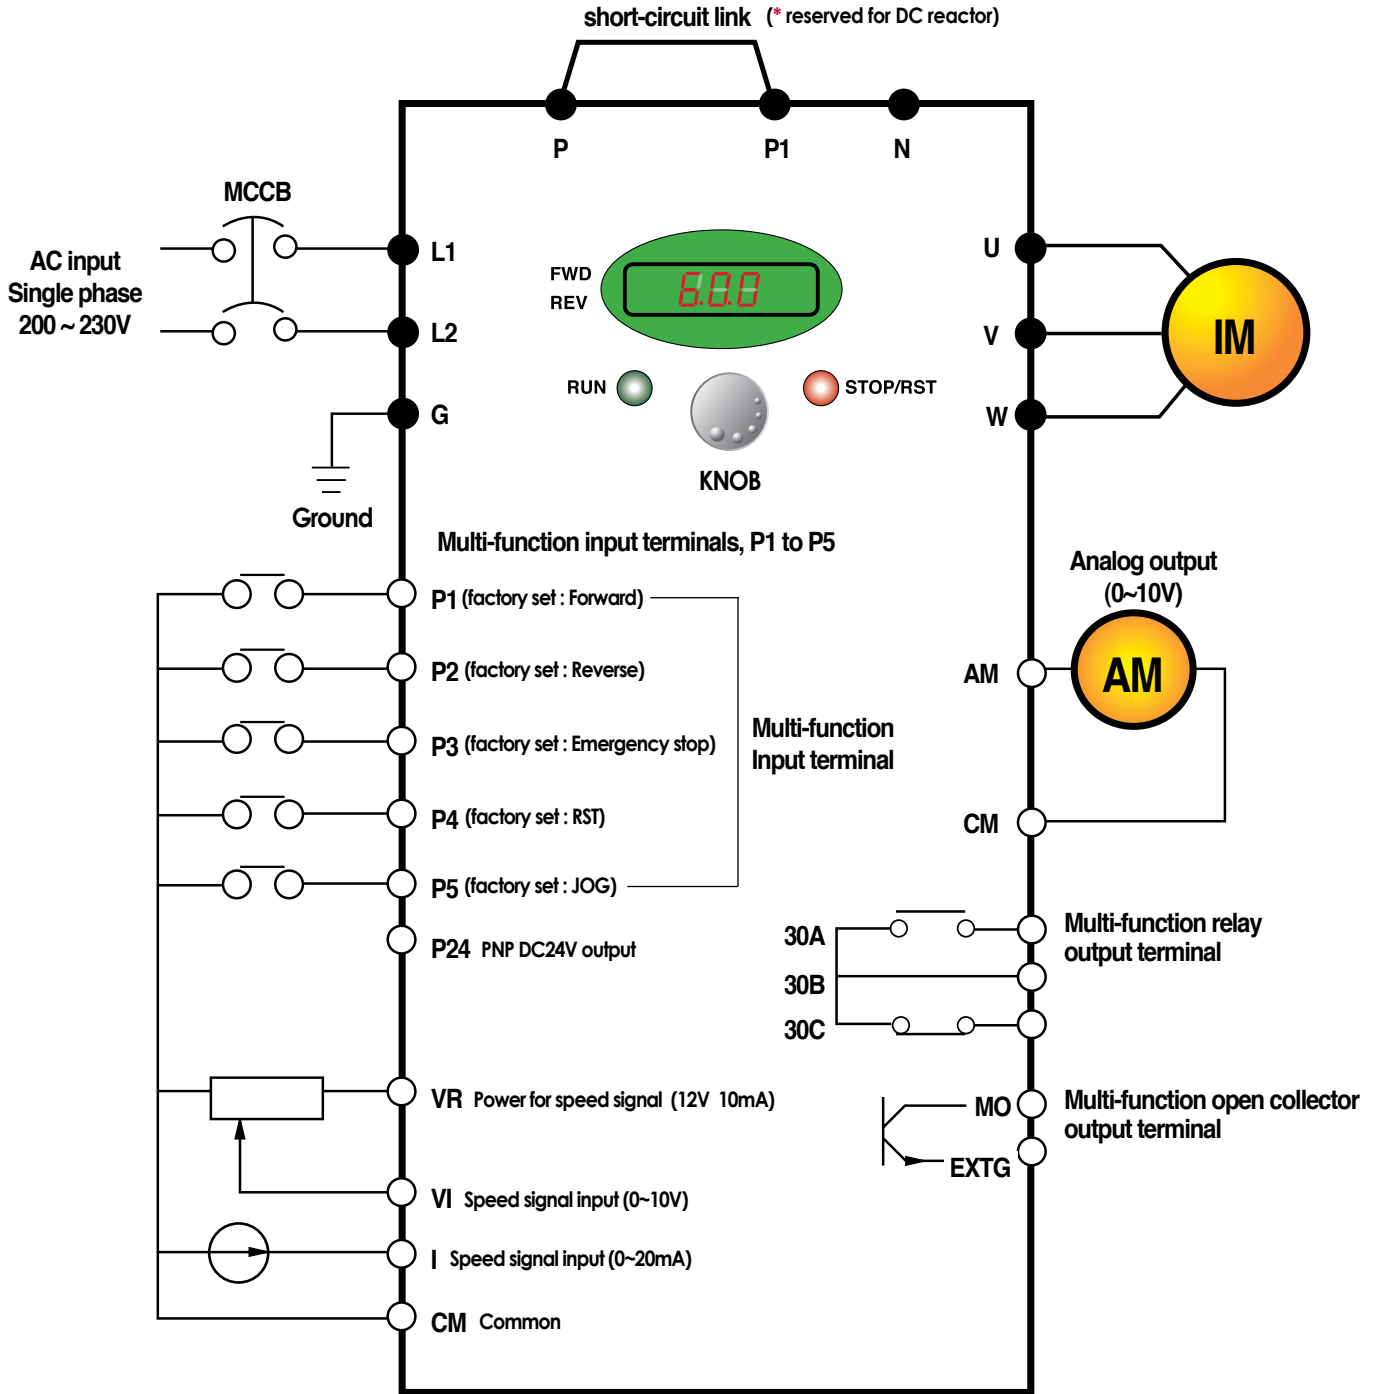 short-circuit link (* reserved for DC reactor)
P
P1
N
MCCB
AC input
Single phase
200 ~ 230V
L1
L2
G
Ground
FWD
REV
6.0.0
RUN
STOP/RST
KNOB
U
V
W
IM
Multi-function input terminals, P1 to P5
P1 (factory set : Forward)
P2 (factory set : Reverse)
P3 (factory set : Emergency stop)
P4 (factory set : RST)
P5 (factory set : JOG)
Multi-function
Input terminal
P24 PNP DC24V output
VR Power for speed signal (12V 10mA)
VI Speed signal input (0~10V)
I Speed signal input (0~20mA)
CM Common
Analog output
(0~10V)
AM
AM
CM
30A
30B
30C
Multi-function relay
output terminal
MO
EXTG
Multi-function open collector
output terminal